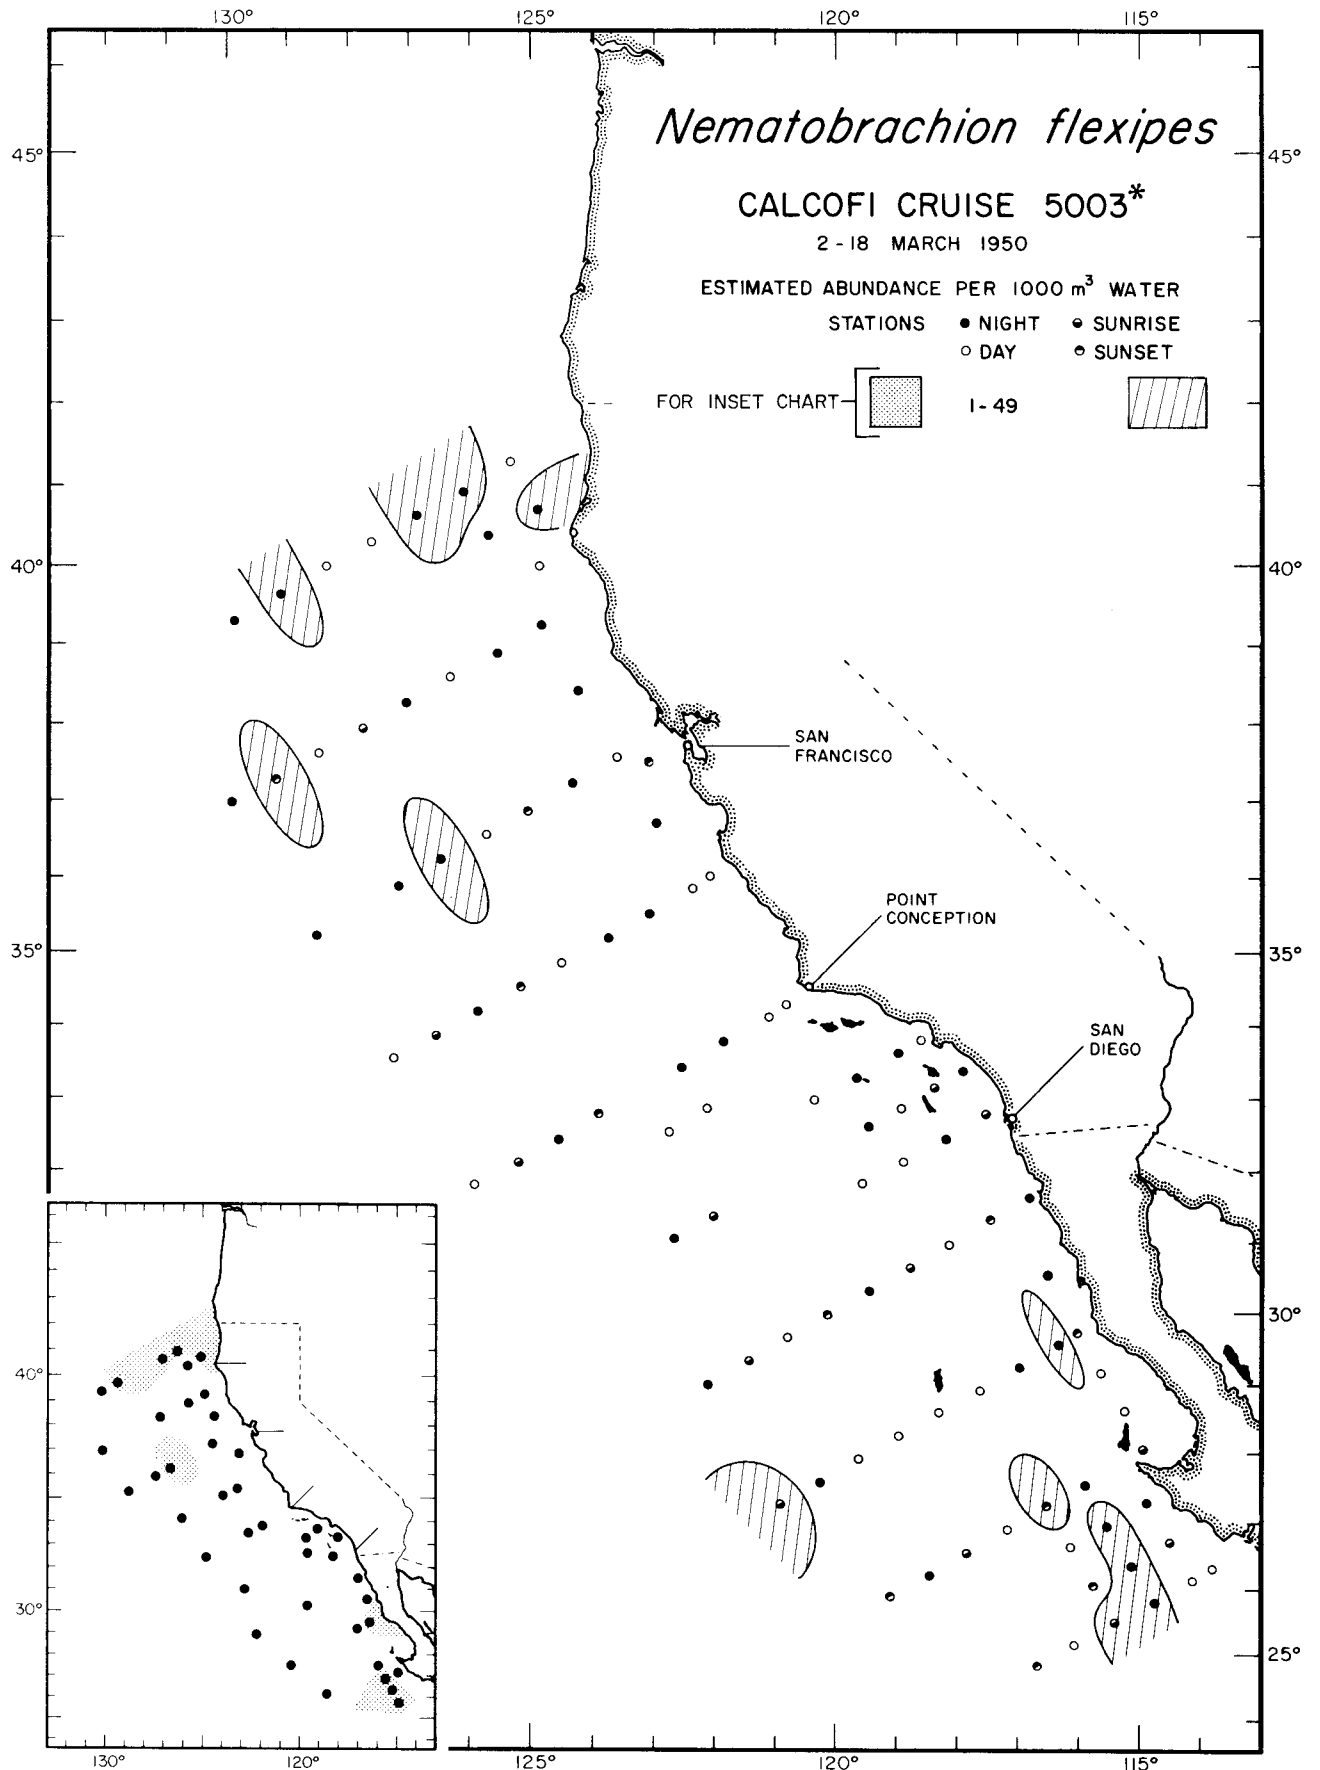 130° 125° 120° 115°
Nematobrachion flexipes
45° 45°
CALCOFI CRUISE 5003*
2-18 MARCH 1950
ESTIMATED ABUNDANCE PER 1000 m³ WATER
STATIONS ● NIGHT ◒ SUNRISE
○ DAY ◓ SUNSET
FOR INSET CHART 1-49
40° 40°
SAN
FRANCISCO
POINT
CONCEPTION
35° 35°
SAN
DIEGO
30°
40°
30°
25°
130° 120° 125° 120° 115°